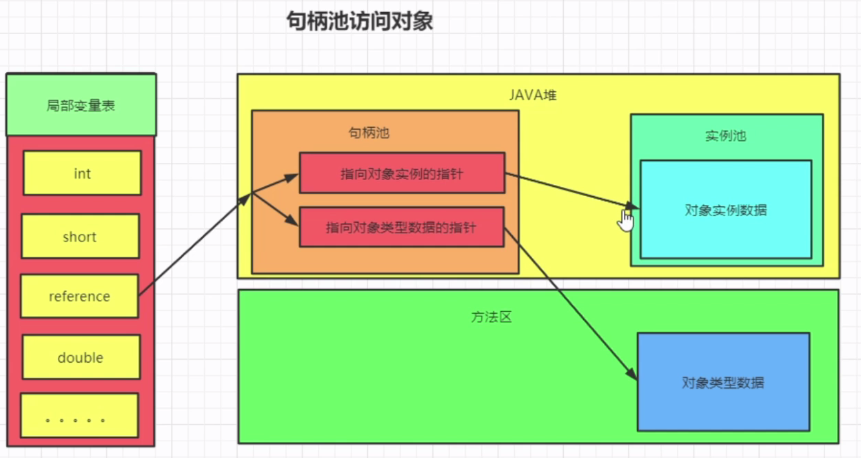 句柄池访问对象
局部变量表
int
short
reference
double
。。。。。
JAVA堆
句柄池
指向对象实例的指针
指向对象类型数据的指针
实例池
对象实例数据
方法区
对象类型数据